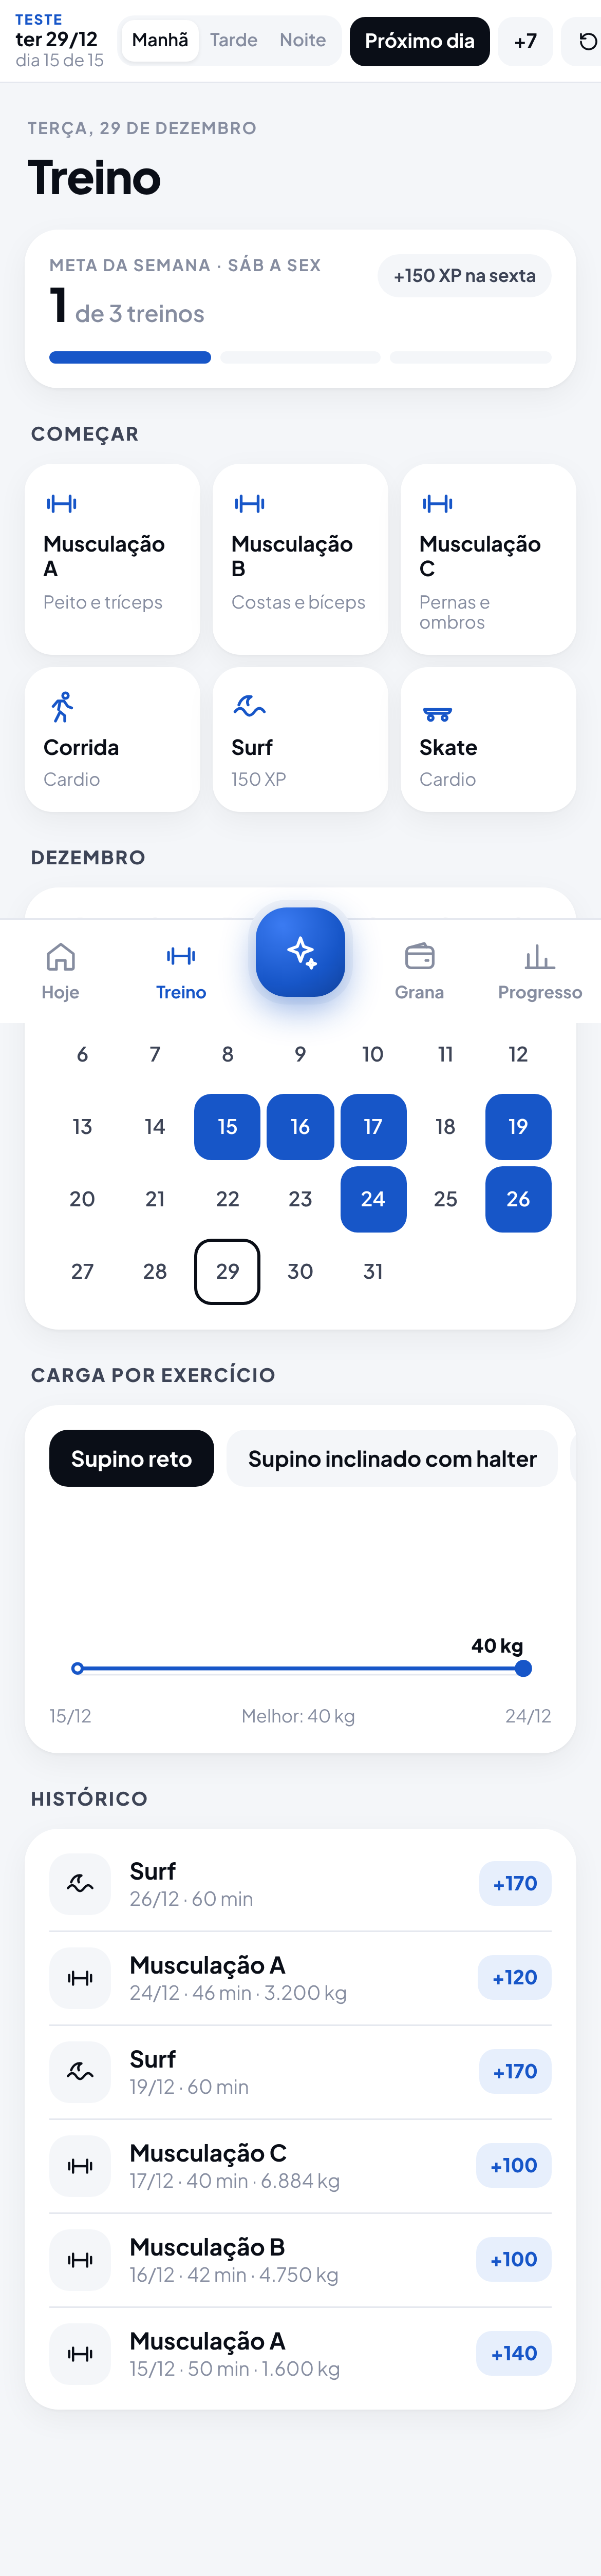 TESTE
ter 29/12
dia 15 de 15
Manhã
Tarde
Noite
Próximo dia
+7
TERÇA, 29 DE DEZEMBRO
Treino
META DA SEMANA · SÁB A SEX
1 de 3 treinos
+150 XP na sexta
COMEÇAR
Musculação
A
Peito e tríceps
Musculação
B
Costas e bíceps
Musculação
C
Pernas e
ombros
Corrida
Cardio
Surf
150 XP
Skate
Cardio
DEZEMBRO
Hoje
Treino
Grana
Progresso
6 7 8 9 10 11 12
13 14 15 16 17 18 19
20 21 22 23 24 25 26
27 28 29 30 31
CARGA POR EXERCÍCIO
Supino reto
Supino inclinado com halter
40 kg
15/12
Melhor: 40 kg
24/12
HISTÓRICO
Surf
26/12 · 60 min
+170
Musculação A
24/12 · 46 min · 3.200 kg
+120
Surf
19/12 · 60 min
+170
Musculação C
17/12 · 40 min · 6.884 kg
+100
Musculação B
16/12 · 42 min · 4.750 kg
+100
Musculação A
15/12 · 50 min · 1.600 kg
+140